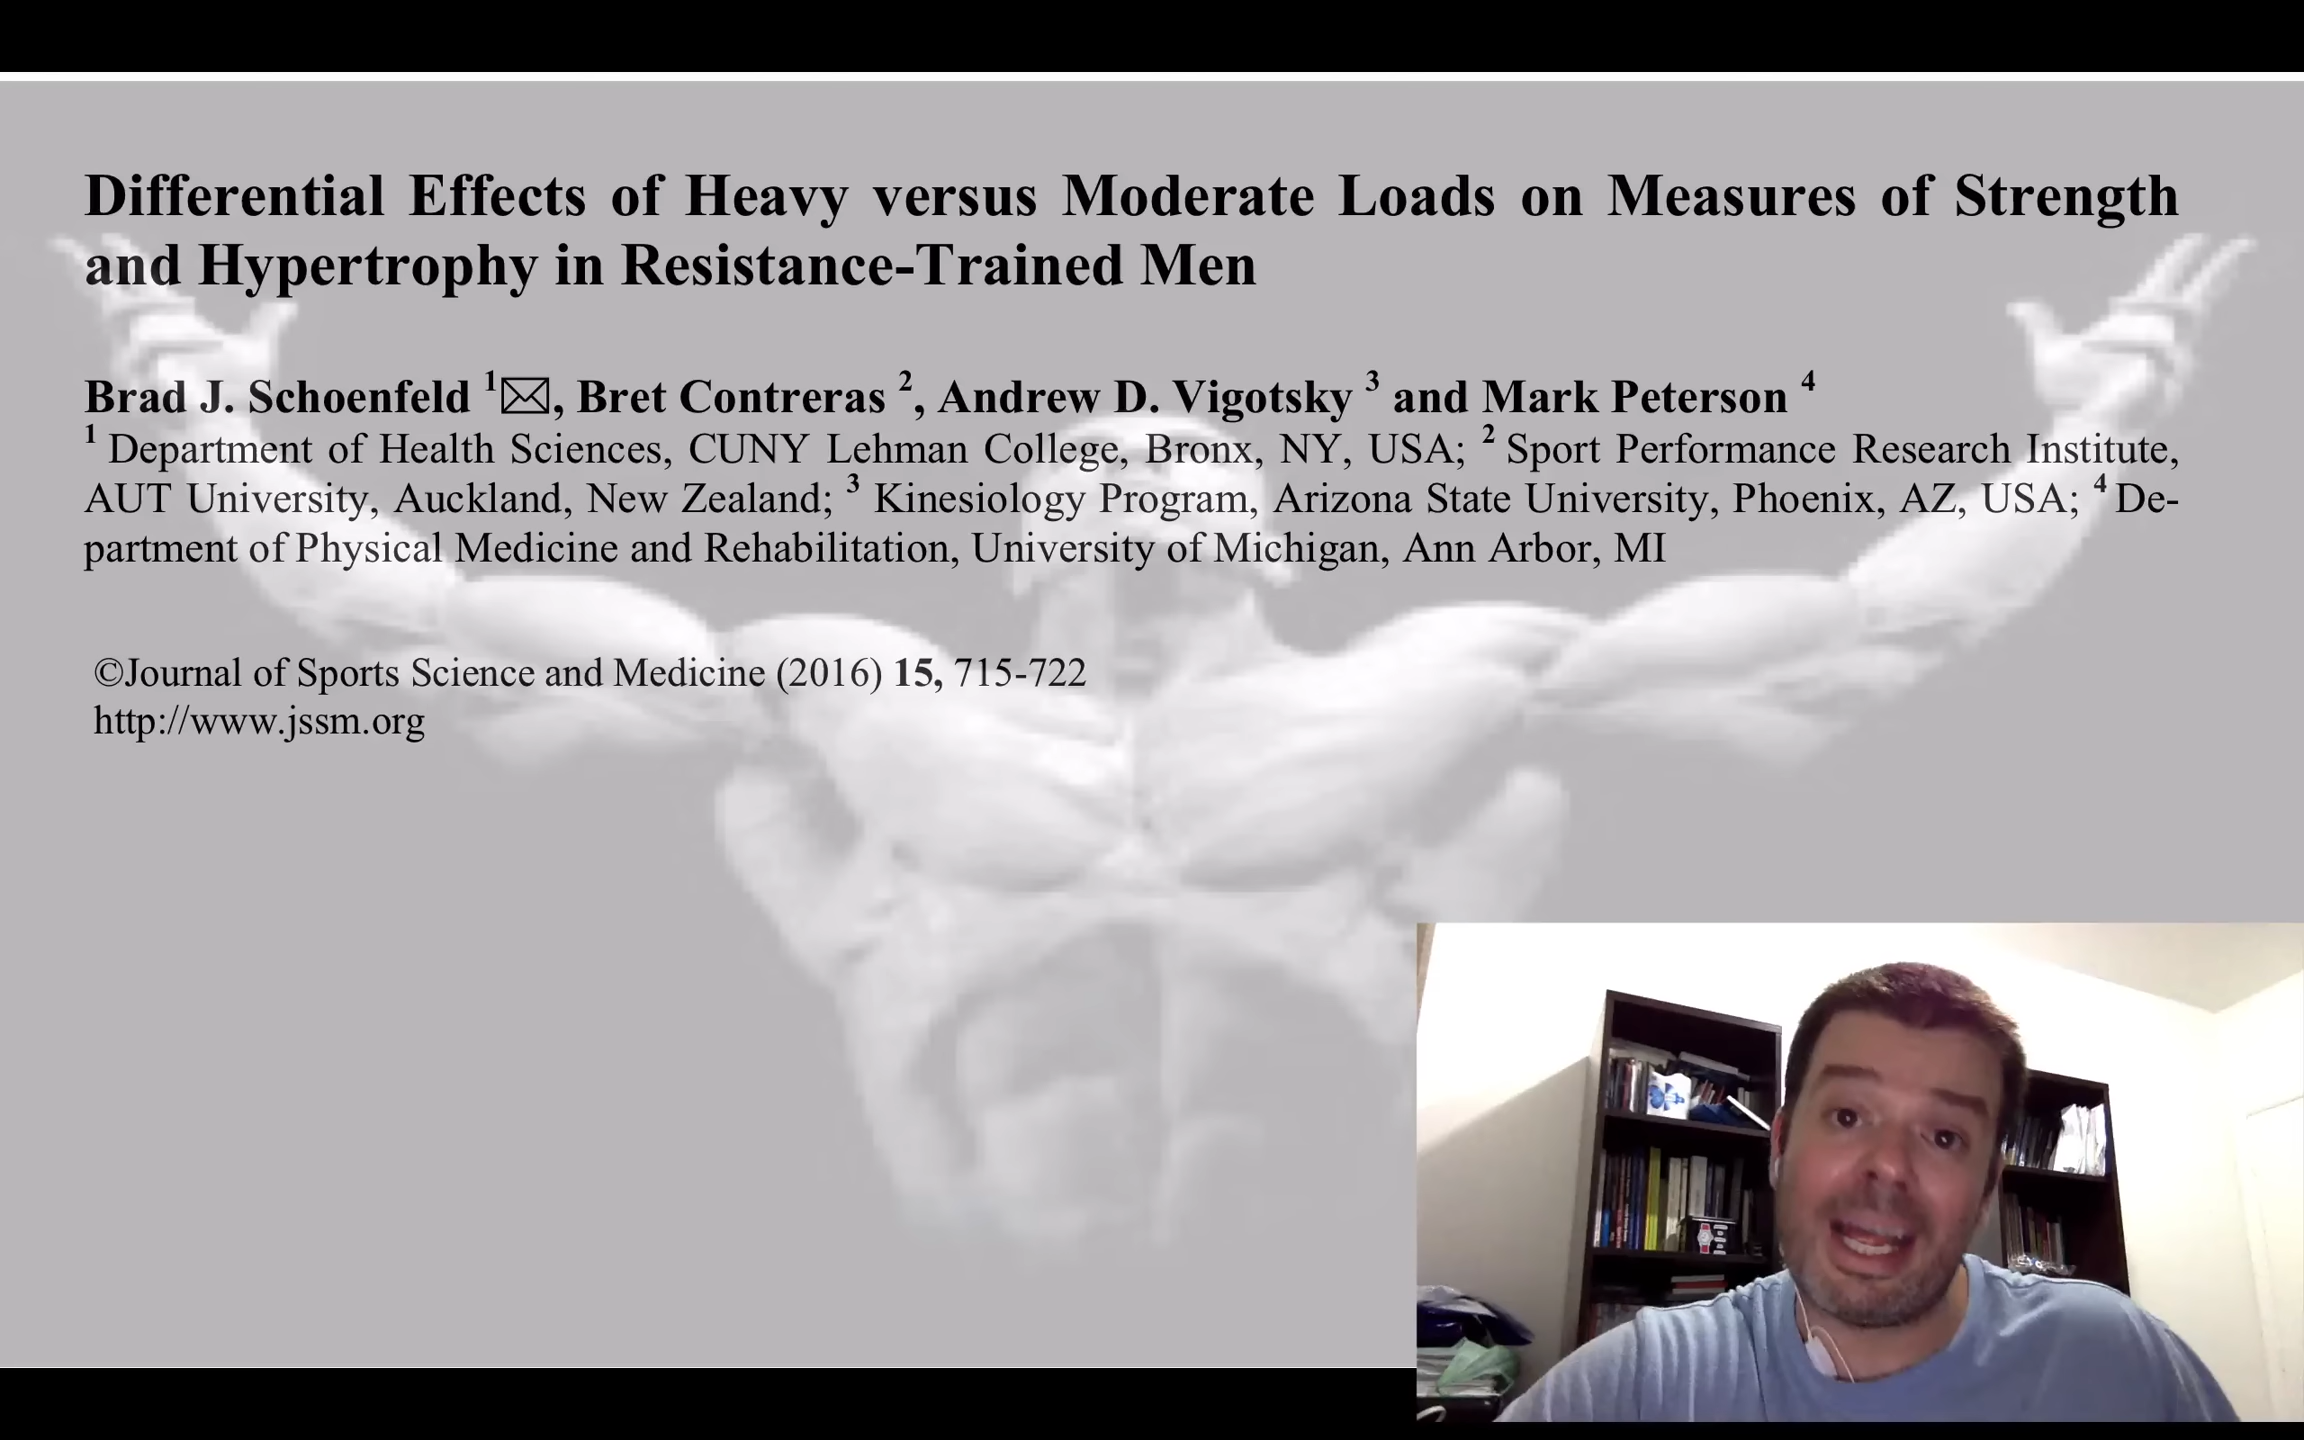 Differential Effects of Heavy versus Moderate Loads on Measures of Strength
and Hypertrophy in Resistance-Trained Men
Brad J. Schoenfeld 1✉, Bret Contreras 2, Andrew D. Vigotsky 3 and Mark Peterson 4
1 Department of Health Sciences, CUNY Lehman College, Bronx, NY, USA; 2 Sport Performance Research Institute,
AUT University, Auckland, New Zealand; 3 Kinesiology Program, Arizona State University, Phoenix, AZ, USA; 4 De-
partment of Physical Medicine and Rehabilitation, University of Michigan, Ann Arbor, MI
©Journal of Sports Science and Medicine (2016) 15, 715-722
http://www.jssm.org